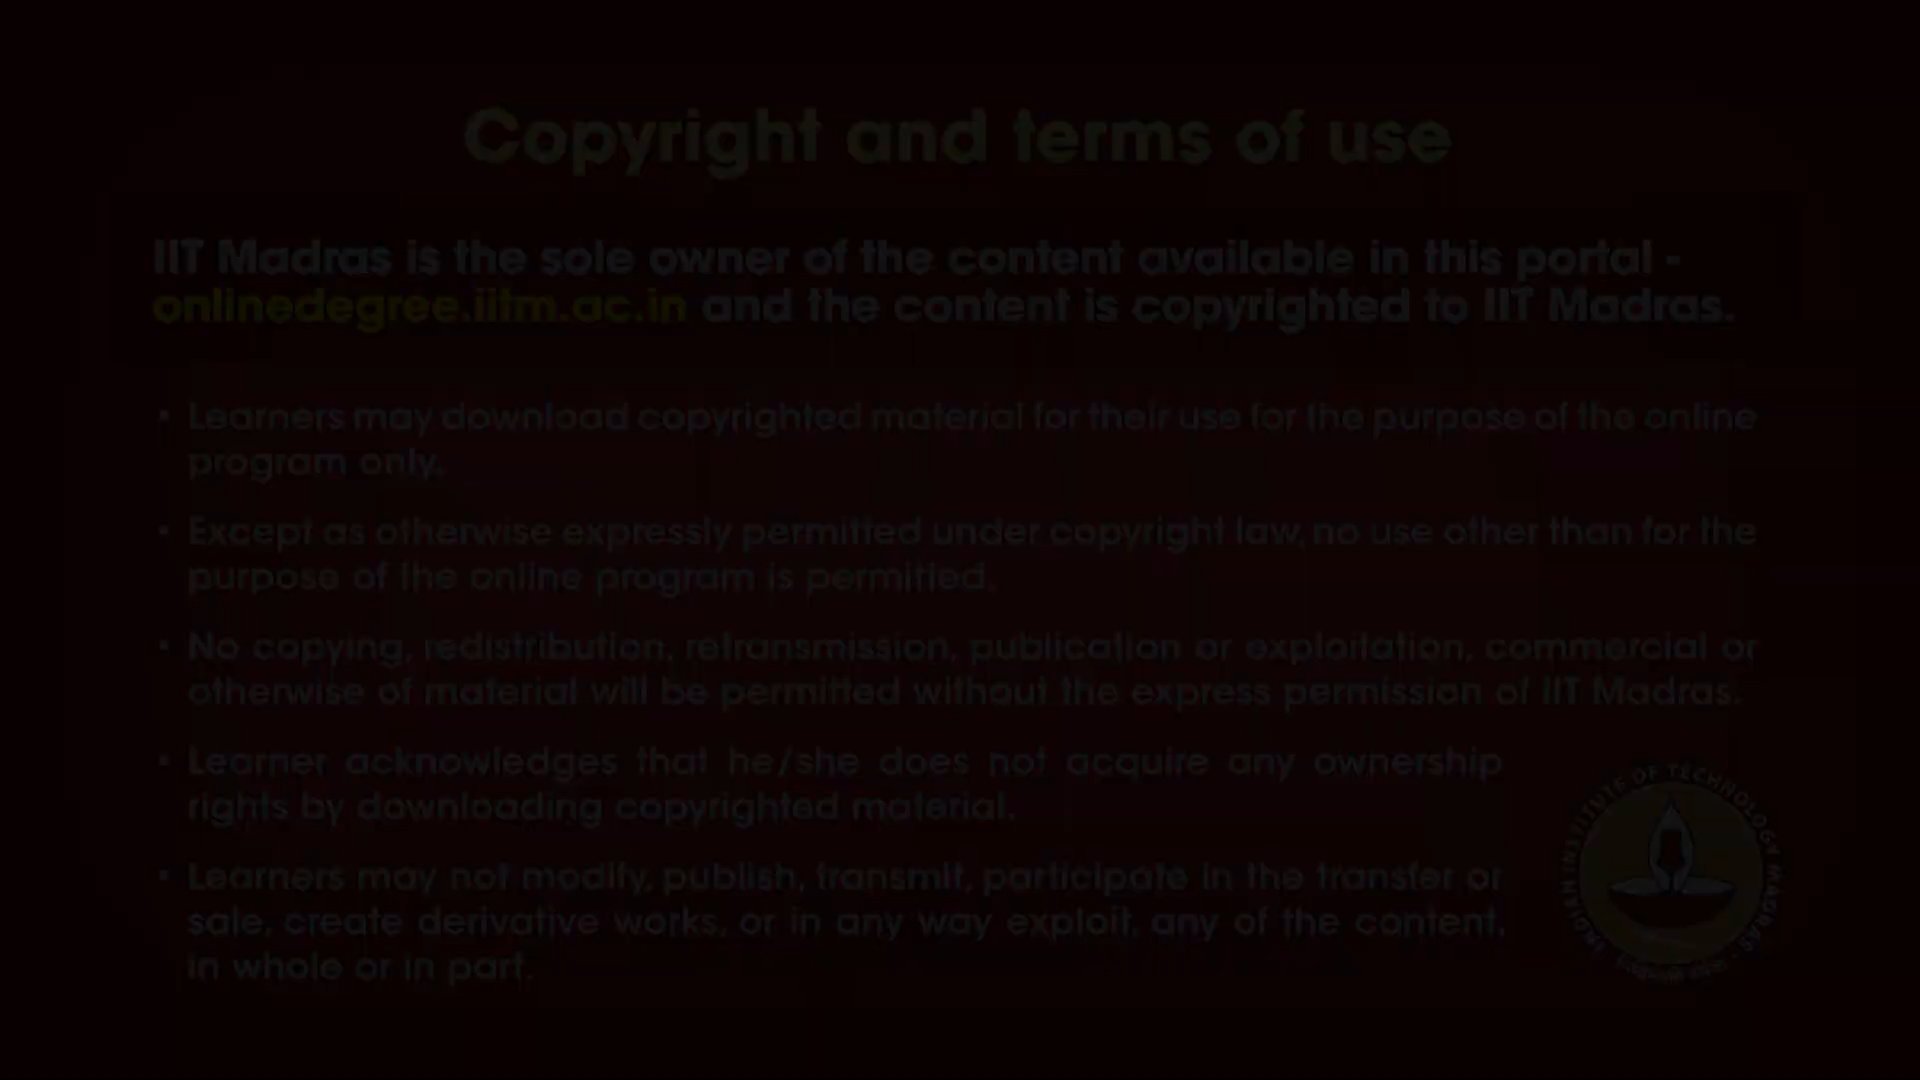 Copyright and terms of use
IIT Madras is the sole owner of the content available in this portal -
onlinedegree.iitm.ac.in and the content is copyrighted to IIT Madras.
• Learners may download copyrighted material for their use for the purpose of the online
program only.
• Except as otherwise expressly permitted under copyright law, no use other than for the
purpose of the online program is permitted.
• No copying, redistribution, retransmission, publication or exploitation, commercial or
otherwise of material will be permitted without the express permission of IIT Madras.
• Learner acknowledges that he/she does not acquire any ownership
rights by downloading copyrighted material.
• Learners may not modify, publish, transmit, participate in the transfer or
sale, create derivative works, or in any way exploit, any of the content,
in whole or in part.
INDIAN INSTITUTE OF TECHNOLOGY MADRAS